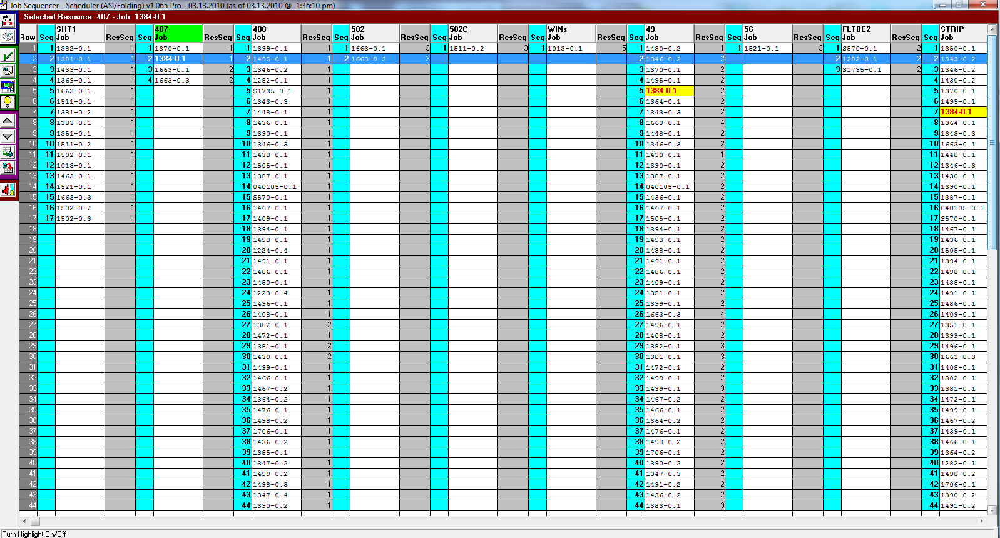 Job Sequencer - Scheduler (ASI/Folding) v1.065 Pro - 03.13.2010 (as of 03.13.2010 @ 1:36:10 pm)
Selected Resource: 407 - Job: 1384-0.1
SHT1 407 408 502 502C WINs 49 56 FLTBE2 STRIP
Row Seq Job ResSeq Seq Job ResSeq Seq Job ResSeq Seq Job ResSeq Seq Job ResSeq Seq Job ResSeq Seq Job ResSeq Seq Job ResSeq Seq Job ResSeq Seq Job
1 1 1382-0.1 1 1 1370-0.1 1 1 1399-0.1 1 1 1663-0.1 3 1 1511-0.2 3 1 1013-0.1 5 1 1430-0.2 1 1 1521-0.1 3 1 S570-0.1 2 1 1350-0.1
2 2 1381-0.1 1 2 1384-0.1 1 2 1495-0.1 1 2 1663-0.3 3 2 1346-0.2 2 2 1282-0.1 2 2 1343-0.2
3 3 1439-0.1 1 3 1663-0.1 2 3 1346-0.2 1 3 1370-0.1 2 3 S1735-0.1 2 3 1346-0.2
4 4 1369-0.1 1 4 1663-0.3 2 4 1282-0.1 1 4 1495-0.1 2 4 1430-0.2
5 5 1663-0.1 1 5 S1735-0.1 1 5 1384-0.1 2 5 1370-0.1
6 6 1511-0.1 1 6 1343-0.3 1 6 1364-0.1 2 6 1495-0.1
7 7 1381-0.2 1 7 1448-0.1 1 7 1343-0.3 2 7 1384-0.1
8 8 1383-0.1 1 8 1436-0.1 1 8 1663-0.1 4 8 1364-0.1
9 9 1351-0.1 1 9 1390-0.1 1 9 1448-0.1 2 9 1343-0.3
10 10 1511-0.2 1 10 1346-0.3 1 10 1346-0.3 2 10 1663-0.1
11 11 1502-0.1 1 11 1438-0.1 1 11 1430-0.1 1 11 1448-0.1
12 12 1013-0.1 1 12 1505-0.1 1 12 1390-0.1 2 12 1346-0.3
13 13 1463-0.1 1 13 1387-0.1 1 13 1387-0.1 2 13 1430-0.1
14 14 1521-0.1 1 14 040105-0.1 1 14 040105-0.1 2 14 1390-0.1
15 15 1663-0.3 1 15 S570-0.1 1 15 1436-0.1 2 15 1387-0.1
16 16 1502-0.2 1 16 1467-0.1 1 16 1467-0.1 2 16 040105-0.1
17 17 1502-0.3 1 17 1409-0.1 1 17 1505-0.1 2 17 S570-0.1
18 18 1394-0.1 1 18 1394-0.1 2 18 1467-0.1
19 19 1498-0.1 1 19 1498-0.1 2 19 1436-0.1
20 20 1224-0.4 1 20 1438-0.1 2 20 1505-0.1
21 21 1491-0.1 1 21 1491-0.1 2 21 1394-0.1
22 22 1486-0.1 1 22 1486-0.1 2 22 1498-0.1
23 23 1450-0.1 1 23 1409-0.1 2 23 1438-0.1
24 24 1223-0.4 1 24 1351-0.1 2 24 1491-0.1
25 25 1496-0.1 1 25 1399-0.1 2 25 1486-0.1
26 26 1408-0.1 1 26 1663-0.3 4 26 1409-0.1
27 27 1382-0.1 2 27 1496-0.1 2 27 1351-0.1
28 28 1472-0.1 1 28 1408-0.1 2 28 1399-0.1
29 29 1381-0.1 2 29 1382-0.1 3 29 1496-0.1
30 30 1439-0.1 2 30 1381-0.1 3 30 1663-0.3
31 31 1499-0.1 1 31 1472-0.1 2 31 1408-0.1
32 32 1466-0.1 1 32 1499-0.1 2 32 1382-0.1
33 33 1467-0.2 1 33 1439-0.1 3 33 1381-0.1
34 34 1364-0.2 1 34 1467-0.2 2 34 1472-0.1
35 35 1476-0.1 1 35 1466-0.1 2 35 1499-0.1
36 36 1498-0.2 1 36 1364-0.2 2 36 1467-0.2
37 37 1706-0.1 1 37 1476-0.1 2 37 1439-0.1
38 38 1436-0.2 1 38 1498-0.2 2 38 1466-0.1
39 39 1385-0.1 1 39 1706-0.1 2 39 1364-0.2
40 40 1347-0.2 1 40 1390-0.2 2 40 1282-0.1
41 41 1499-0.2 1 41 1347-0.3 2 41 1498-0.2
42 42 1498-0.3 1 42 1491-0.2 2 42 1706-0.1
43 43 1347-0.4 1 43 1436-0.2 2 43 1390-0.2
44 44 1390-0.2 1 44 1383-0.1 3 44 1491-0.2
Turn Highlight On/Off